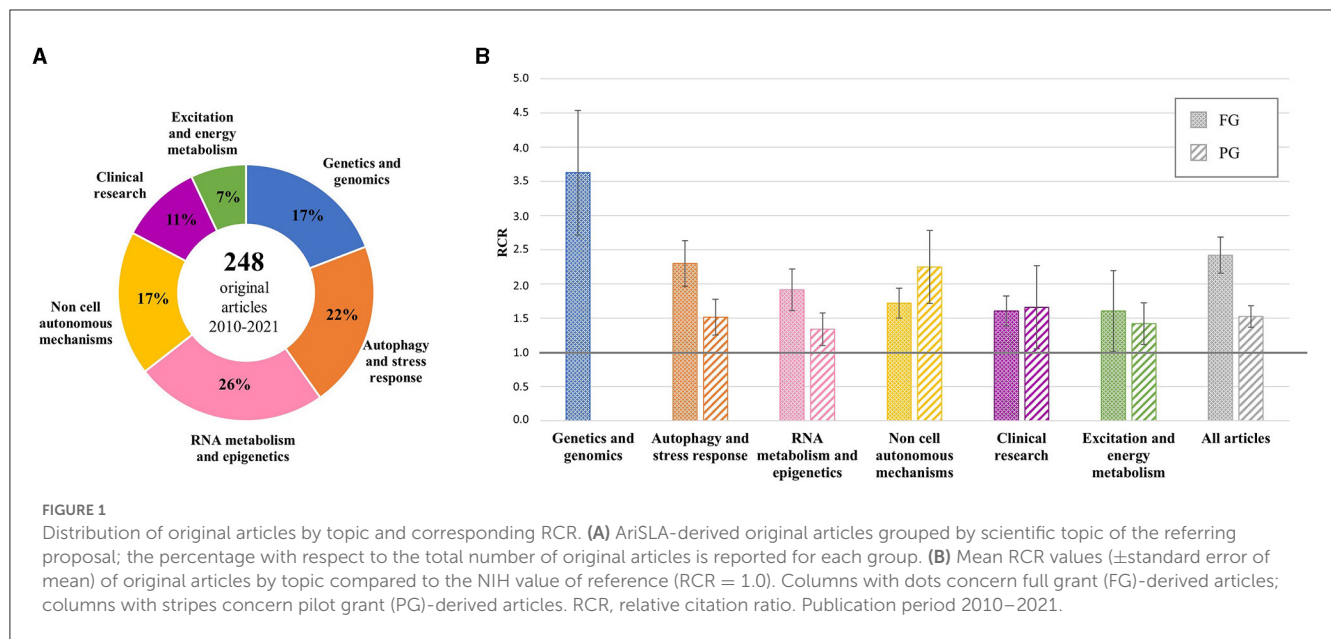 A
Excitation
and energy
metabolism
Genetics and
genomics
Clinical
research
7%
17%
11%
248
original
articles
2010-2021
Non cell
autonomous
mechanisms
17%
22%
Autophagy
and stress
response
26%
RNA metabolism
and epigenetics
B
5.0
4.5
4.0
3.5
3.0
2.5
2.0
1.5
1.0
0.5
0.0
RCR
FG
PG
Genetics and
genomics
Autophagy and
stress response
RNA
metabolism and
epigenetics
Non cell
autonomous
mechanisms
Clinical
research
Excitation and
energy
metabolism
All articles
FIGURE 1
Distribution of original articles by topic and corresponding RCR. (A) AriSLA-derived original articles grouped by scientific topic of the referring
proposal; the percentage with respect to the total number of original articles is reported for each group. (B) Mean RCR values (±standard error of
mean) of original articles by topic compared to the NIH value of reference (RCR = 1.0). Columns with dots concern full grant (FG)-derived articles;
columns with stripes concern pilot grant (PG)-derived articles. RCR, relative citation ratio. Publication period 2010–2021.